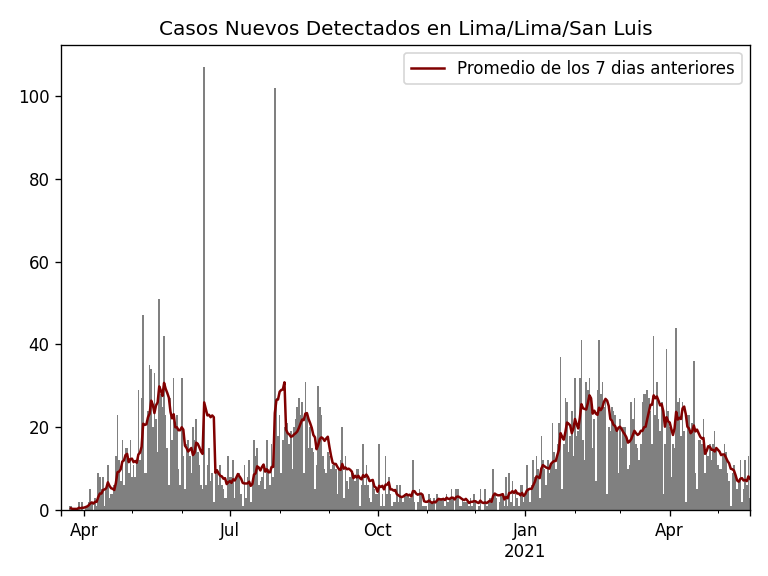 Casos Nuevos Detectados en Lima/Lima/San Luis
Promedio de los 7 dias anteriores
100
80
60
40
20
0
Apr Jul Oct Jan Apr
2021